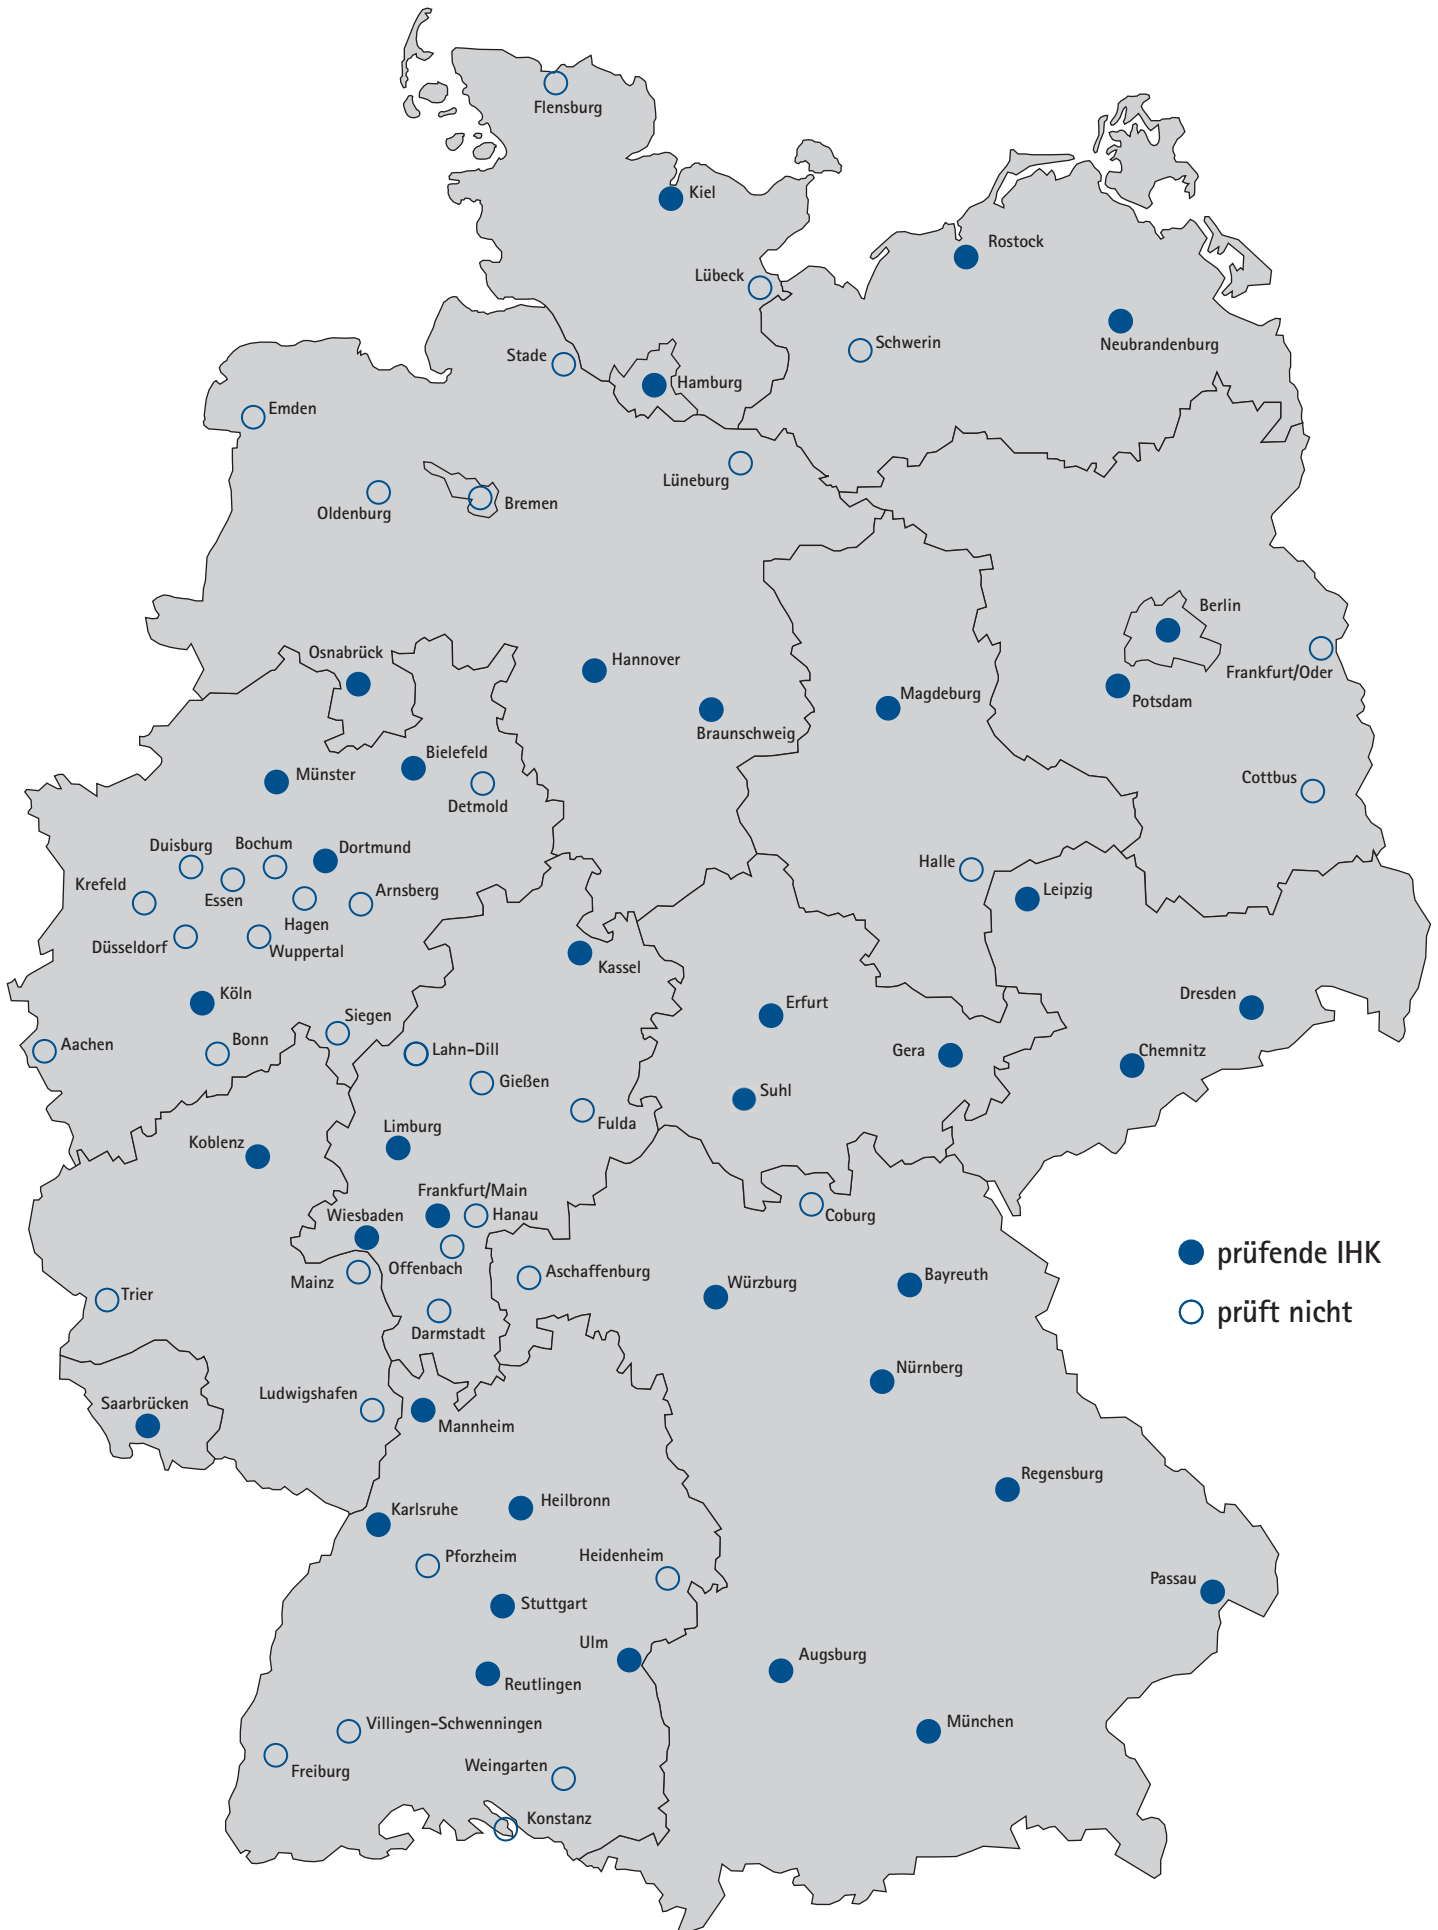 Flensburg
Kiel
Rostock
Lübeck
Neubrandenburg
Schwerin
Stade
Hamburg
Emden
Lüneburg
Oldenburg
Bremen
Berlin
Osnabrück
Hannover
Frankfurt/Oder
Magdeburg
Potsdam
Braunschweig
Bielefeld
Münster
Cottbus
Detmold
Duisburg
Bochum
Dortmund
Halle
Krefeld
Arnsberg
Leipzig
Essen
Hagen
Düsseldorf
Wuppertal
Kassel
Köln
Dresden
Erfurt
Siegen
Bonn
Aachen
Lahn-Dill
Gera
Chemnitz
Gießen
Suhl
Fulda
Limburg
Koblenz
Frankfurt/Main
Wiesbaden
Hanau
Coburg
prüfende IHK
Offenbach
Aschaffenburg
Bayreuth
Mainz
Würzburg
Trier
prüft nicht
Darmstadt
Nürnberg
Ludwigshafen
Saarbrücken
Mannheim
Regensburg
Heilbronn
Karlsruhe
Pforzheim
Heidenheim
Passau
Stuttgart
Ulm
Augsburg
Reutlingen
Villingen-Schwenningen
München
Weingarten
Freiburg
Konstanz